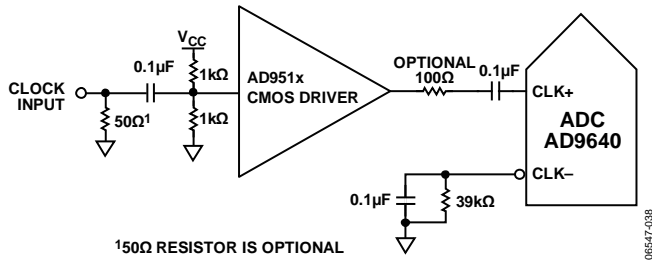 V_CC
OPTIONAL
0.1µF
1kΩ
AD951x
100Ω
0.1µF
CLOCK
INPUT
CMOS DRIVER
CLK+
50Ω¹
1kΩ
ADC
AD9640
CLK–
0.1µF
39kΩ
¹50Ω RESISTOR IS OPTIONAL
06547-038